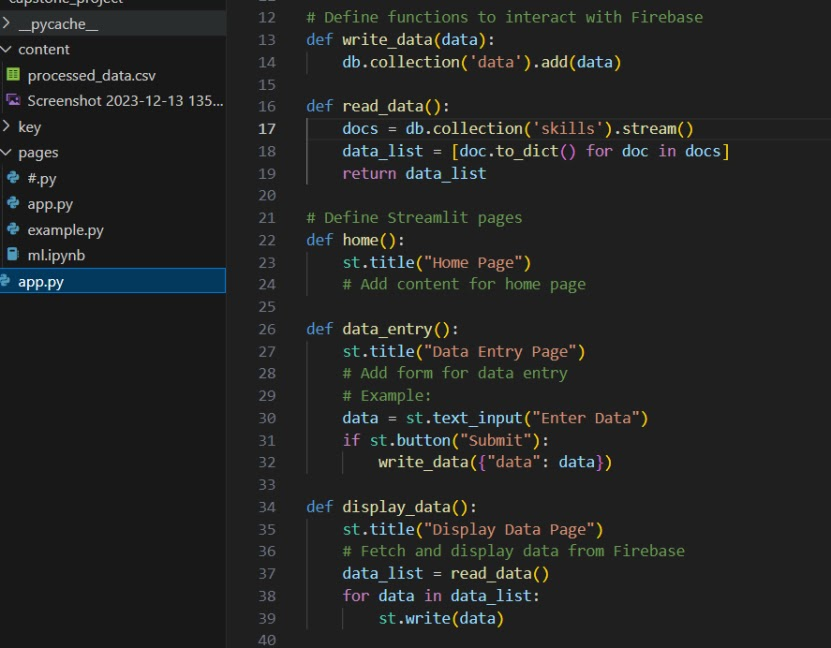 capstone_project
__pycache__
content
processed_data.csv
Screenshot 2023-12-13 135...
key
pages
#.py
app.py
example.py
ml.ipynb
app.py
12 # Define functions to interact with Firebase
13 def write_data(data):
14     db.collection('data').add(data)
15
16 def read_data():
17     docs = db.collection('skills').stream()
18     data_list = [doc.to_dict() for doc in docs]
19     return data_list
20
21 # Define Streamlit pages
22 def home():
23     st.title("Home Page")
24     # Add content for home page
25
26 def data_entry():
27     st.title("Data Entry Page")
28     # Add form for data entry
29     # Example:
30     data = st.text_input("Enter Data")
31     if st.button("Submit"):
32         write_data({"data": data})
33
34 def display_data():
35     st.title("Display Data Page")
36     # Fetch and display data from Firebase
37     data_list = read_data()
38     for data in data_list:
39         st.write(data)
40